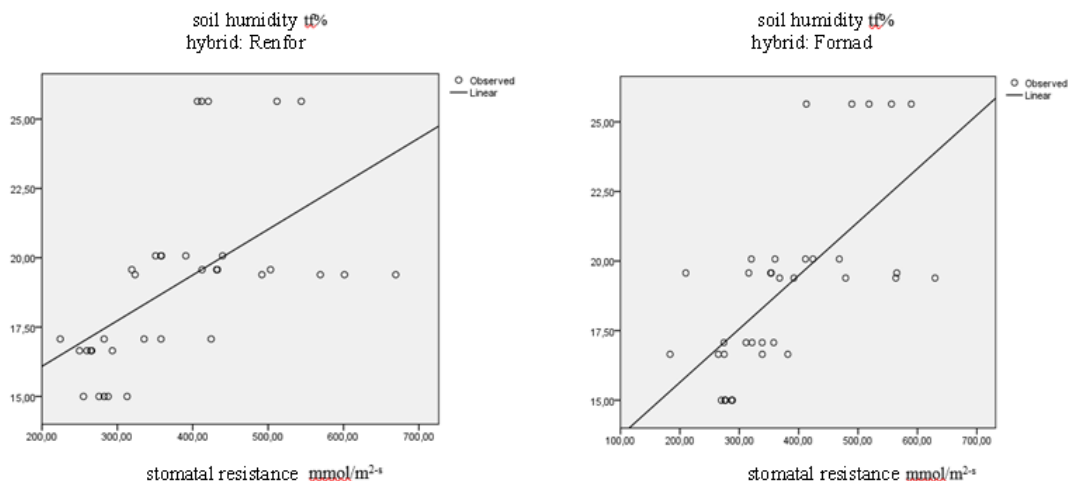 soil humidity tf%
hybrid: Renfor
25,00
22,50
20,00
17,50
15,00
200,00 300,00 400,00 500,00 600,00 700,00
Observed
Linear
stomatal resistance mmol/m²⁻ˢ
soil humidity tf%
hybrid: Fornad
25,00
22,50
20,00
17,50
15,00
100,00 200,00 300,00 400,00 500,00 600,00 700,00
Observed
Linear
stomatal resistance mmol/m²⁻ˢ